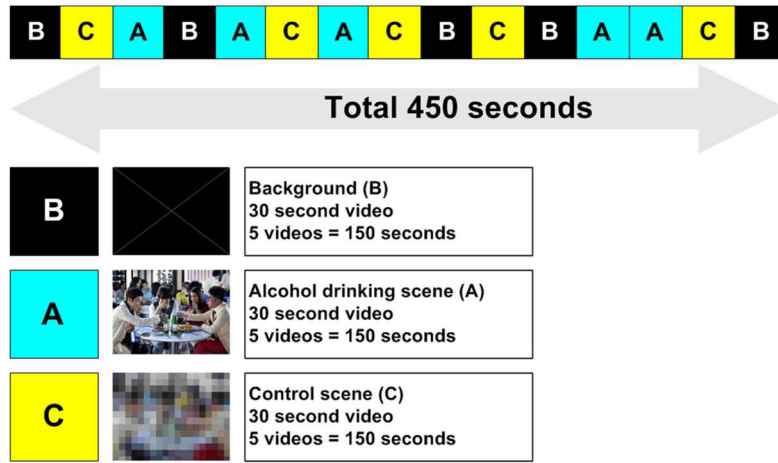 B C A B A C A C B C B A A C B
Total 450 seconds
B
Background (B)
30 second video
5 videos = 150 seconds
A
Alcohol drinking scene (A)
30 second video
5 videos = 150 seconds
C
Control scene (C)
30 second video
5 videos = 150 seconds